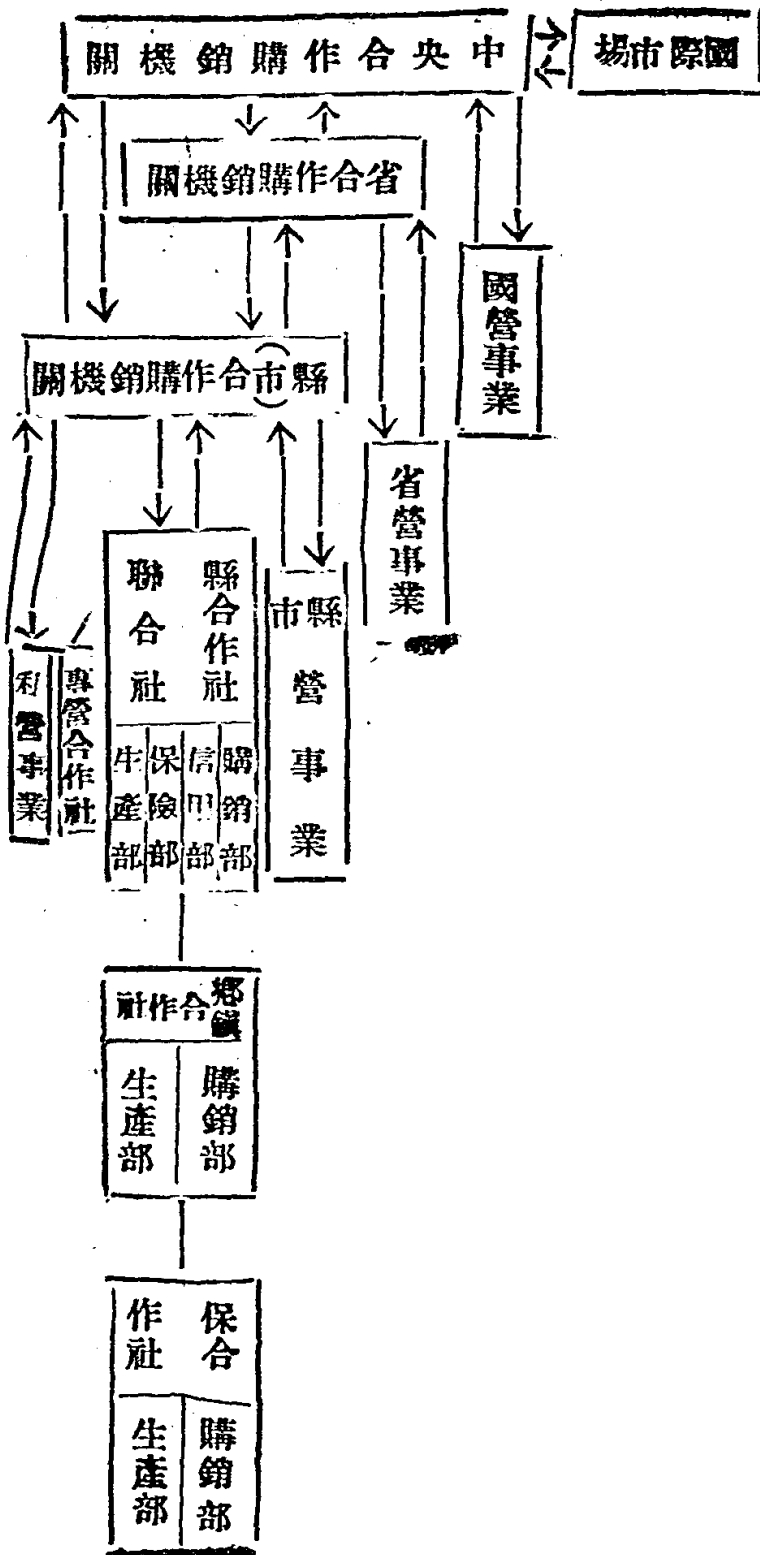 國際市場
中央合作購銷機關
省合作購銷機關
國營事業
縣(市)合作購銷機關
省營事業
縣市營事業
縣合作社
聯合社
購銷部
信用部
保險部
生產部
專營合作社
利營事業
鄉鎮合作社
購銷部
生產部
保合作社
購銷部
生產部